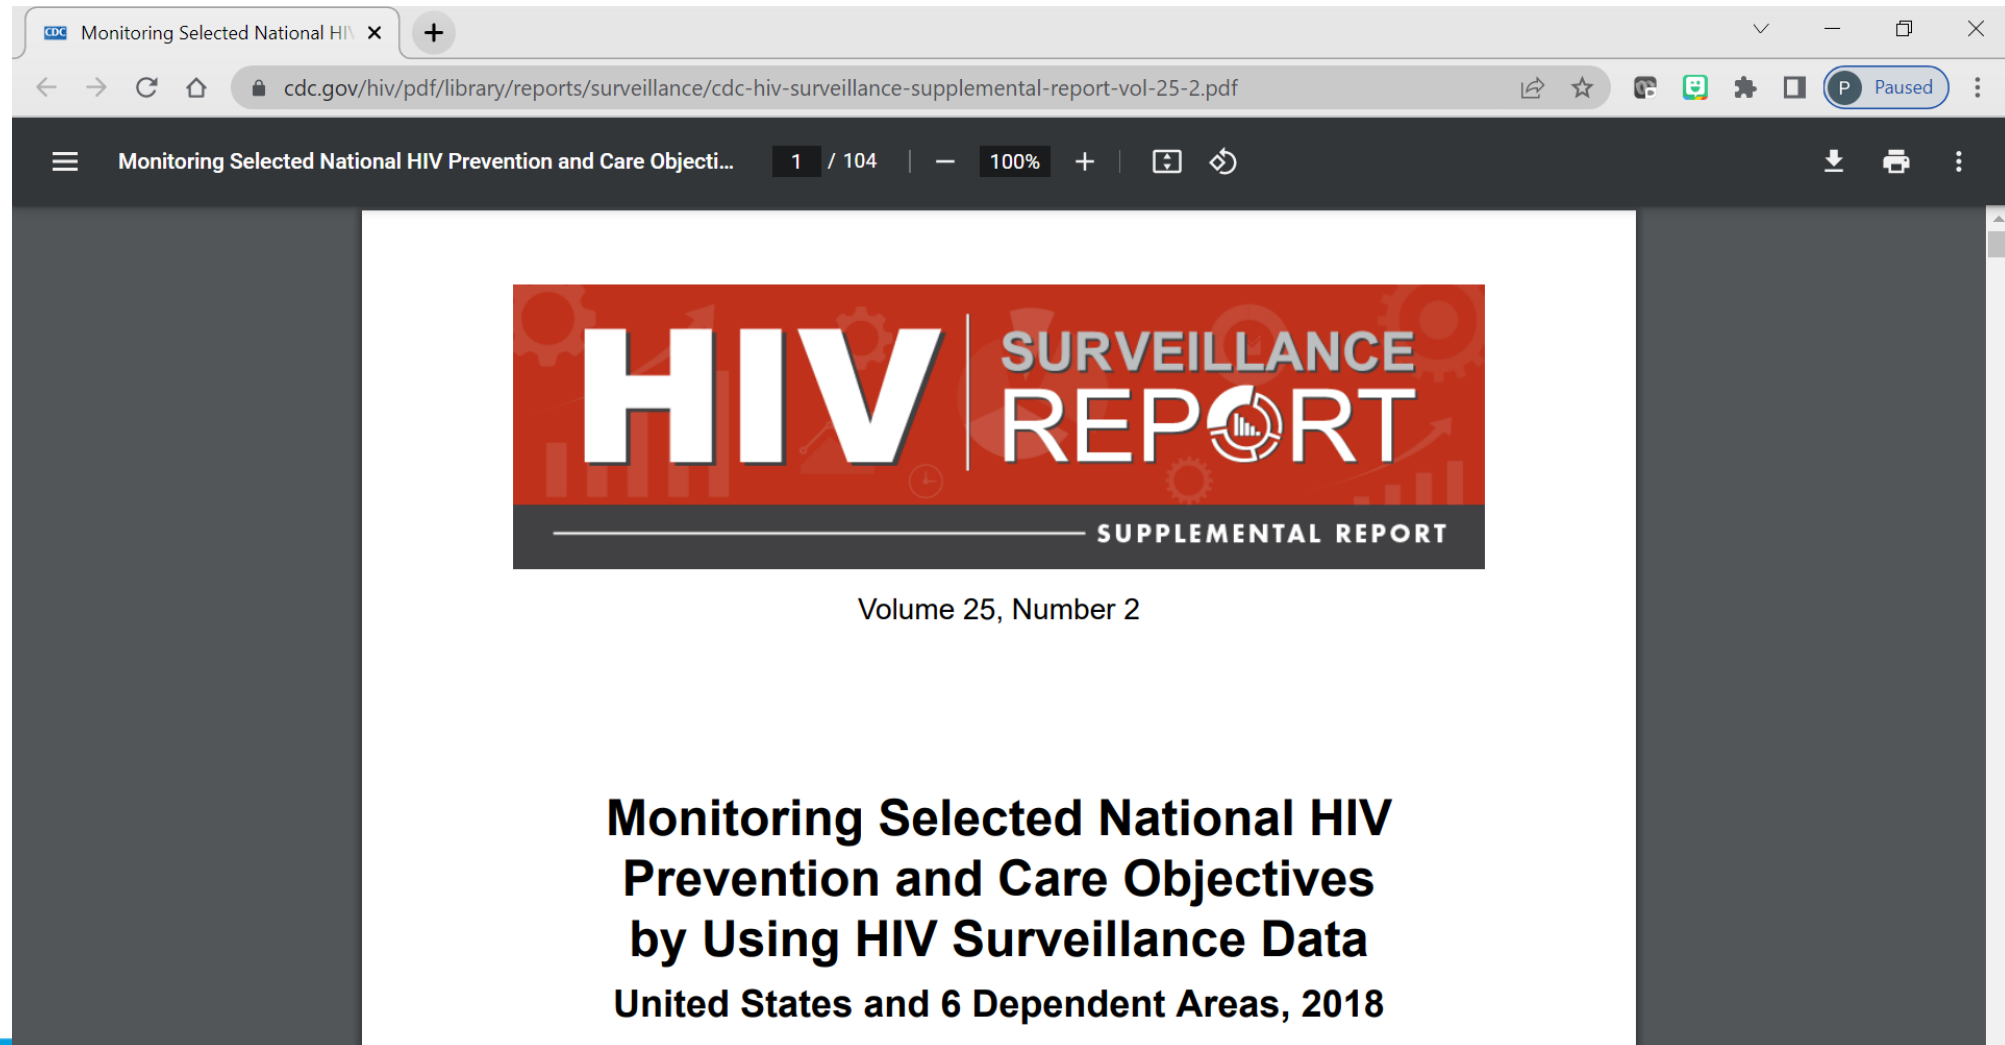 CDC Monitoring Selected National HI
cdc.gov/hiv/pdf/library/reports/surveillance/cdc-hiv-surveillance-supplemental-report-vol-25-2.pdf
P Paused
Monitoring Selected National HIV Prevention and Care Objecti... 1 / 104 100%
HIV
SURVEILLANCE
REPORT
SUPPLEMENTAL REPORT
Volume 25, Number 2
Monitoring Selected National HIV
Prevention and Care Objectives
by Using HIV Surveillance Data
United States and 6 Dependent Areas, 2018